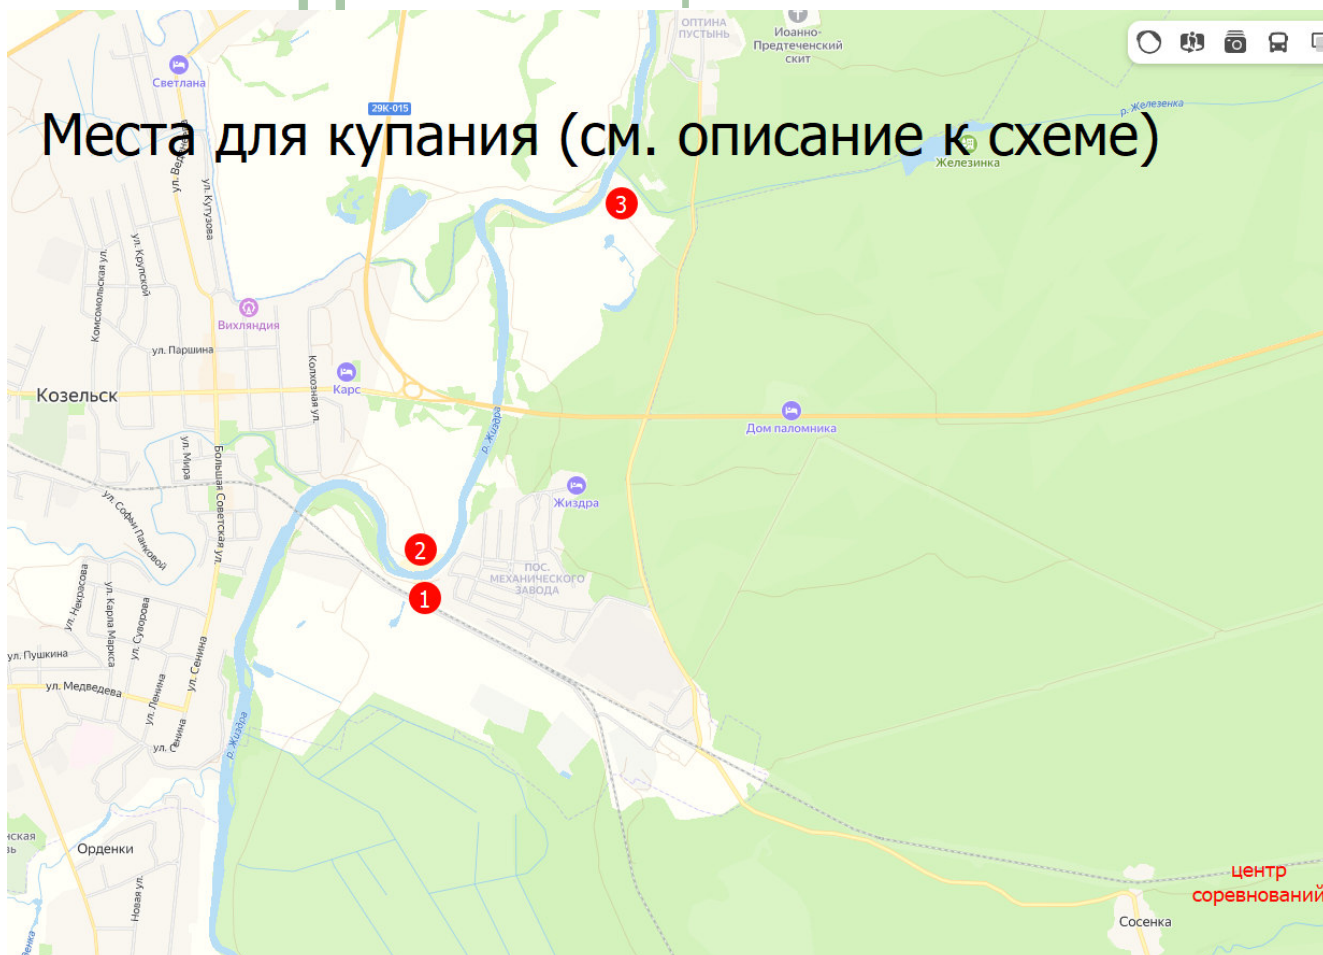 ОПТИНА
ПУСТЫНЬ
Иоанно-
Предтеченский
скит
Светлана
29К-015
р. Железенка
Места для купания (см. описание к схеме)
Железинка
ул. Кутузова
3
ул. Крупской
Комсомольская ул.
Вихляндия
ул. Паршина
Колхозная ул.
Карс
Козельск
р. Жиздра
Дом паломника
ул. Мира
Большая Советская ул.
Жиздра
ул. Софьи Панковой
2
ПОС.
МЕХАНИЧЕСКОГО
ЗАВОДА
1
ул. Некрасова
ул. Карла Маркса
ул. Суворова
ул. Сенина
ул. Пушкина
ул. Медведева
ул. Ленина
ул. Сенина
р. Жиздра
нская
вь
Орденки
Новая ул.
центр
соревнований
Сосенка